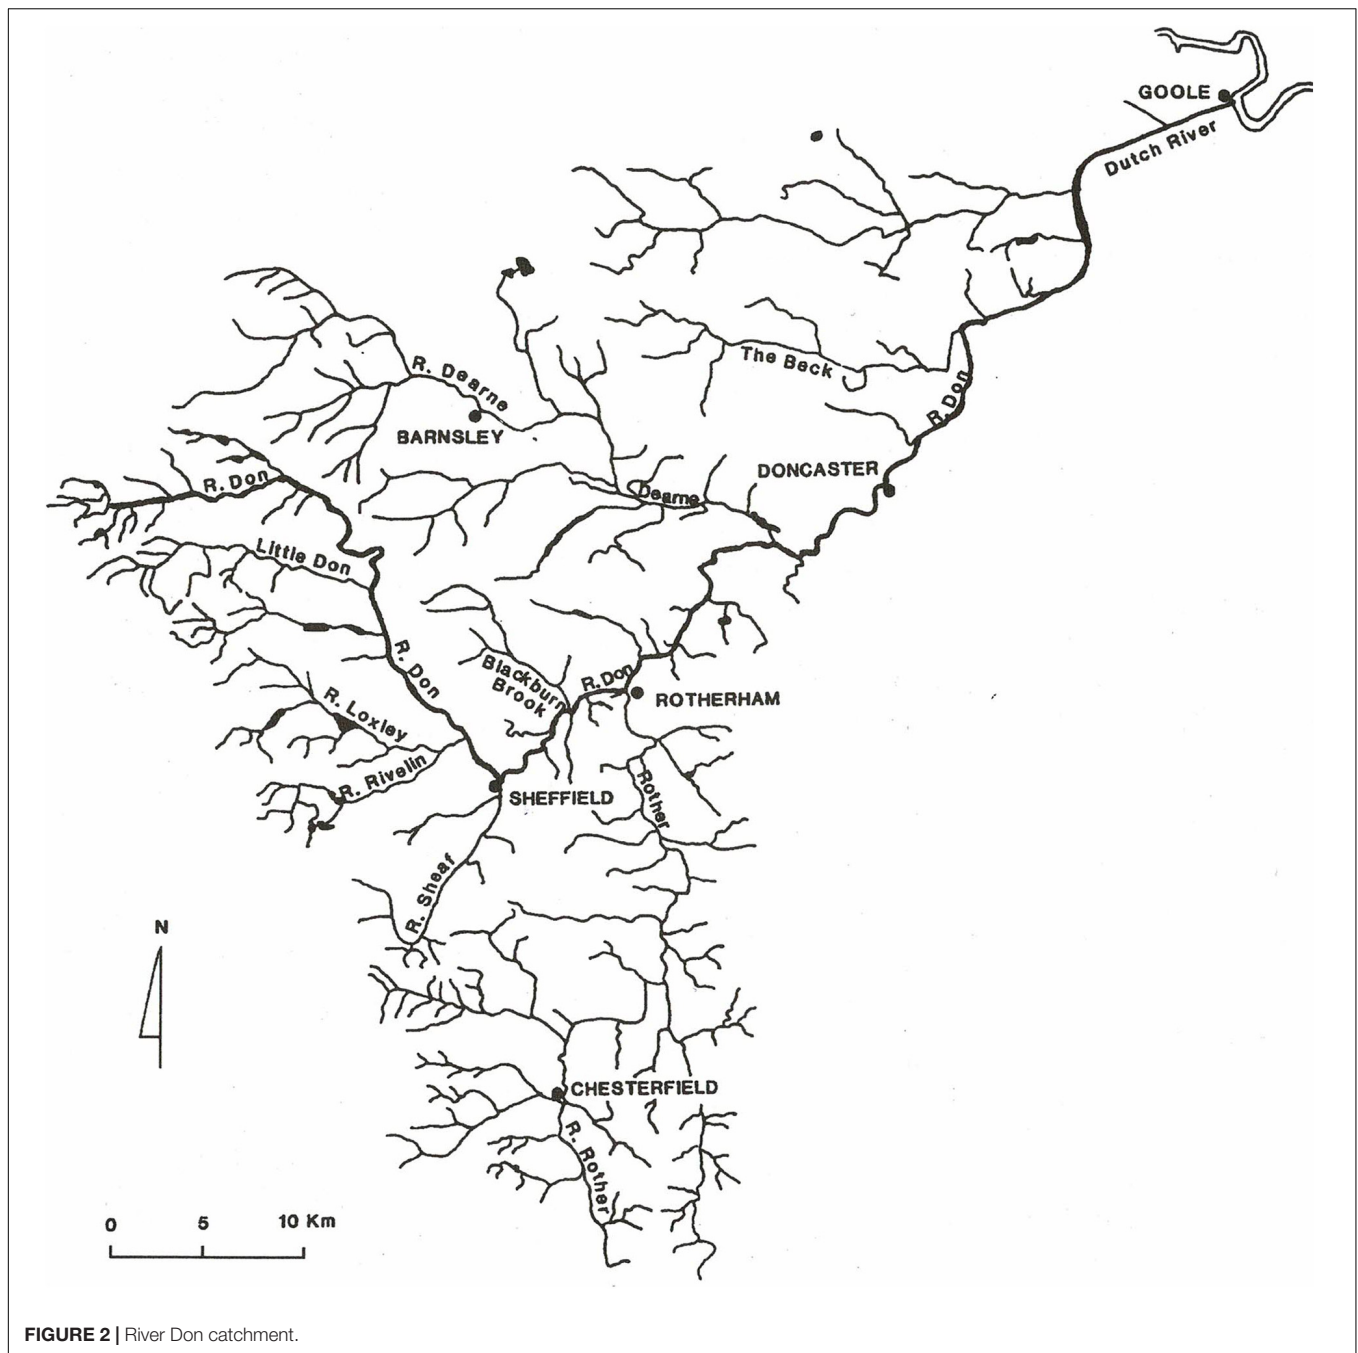 GOOLE
Dutch River
R. Dearne
BARNSLEY
The Beck
R. Don
DONCASTER
R. Don
Dearne
Little Don
R. Don
Blackburn
Brook
R. Don
ROTHERHAM
R. Loxley
R. Rivelin
SHEFFIELD
Rother
R. Sheaf
N
CHESTERFIELD
R. Rother
0 5 10 Km
FIGURE 2 | River Don catchment.